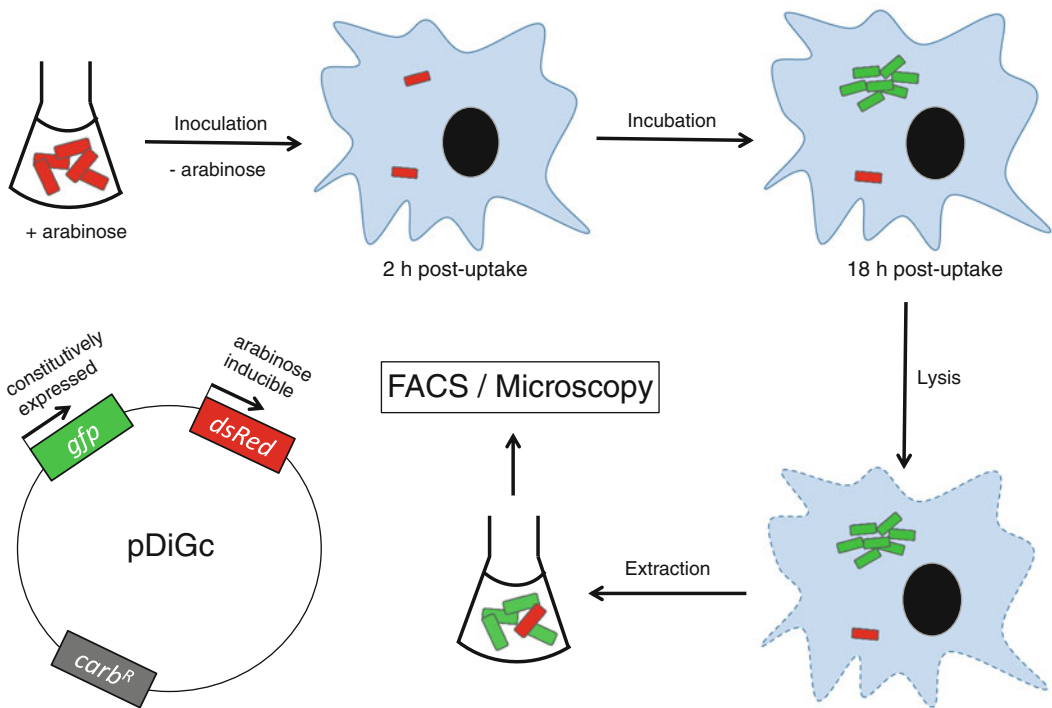 Inoculation
- arabinose
+ arabinose
2 h post-uptake
Incubation
18 h post-uptake
Lysis
Extraction
FACS / Microscopy
constitutively
expressed
gfp
arabinose
inducible
dsRed
pDiGc
carbᴿ